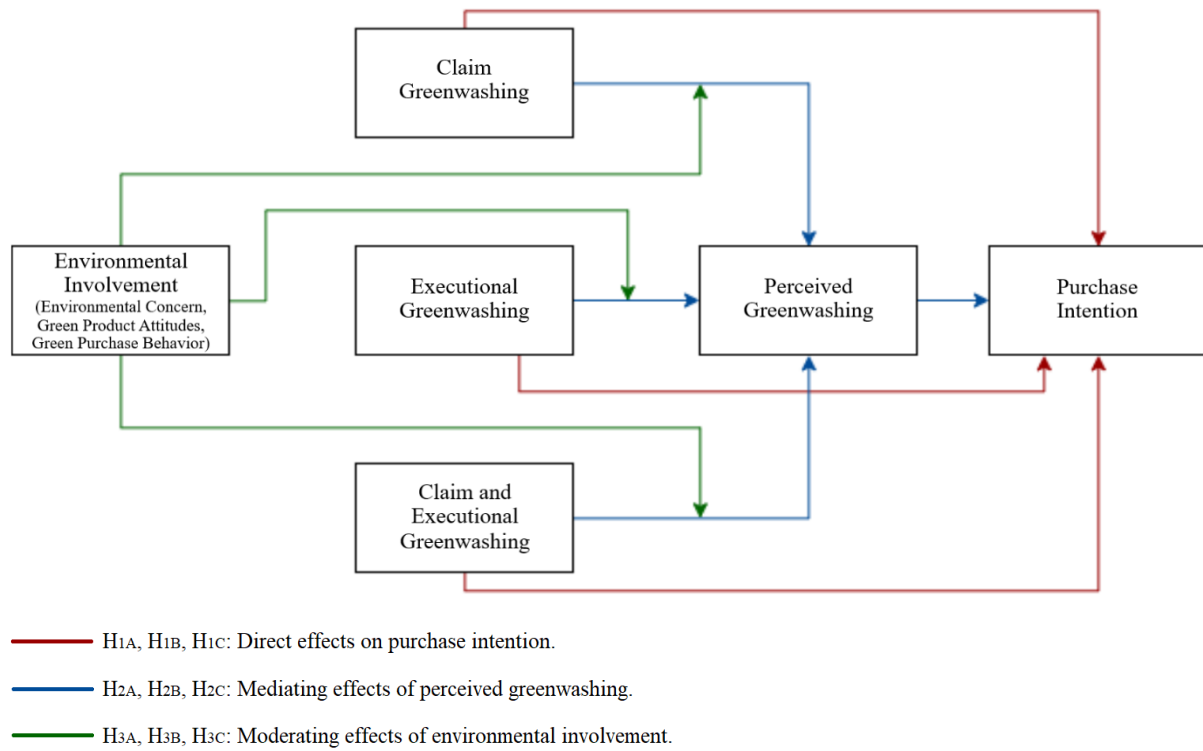 Claim
Greenwashing
Environmental
Involvement
(Environmental Concern,
Green Product Attitudes,
Green Purchase Behavior)
Executional
Greenwashing
Perceived
Greenwashing
Purchase
Intention
Claim and
Executional
Greenwashing
H1A, H1B, H1C: Direct effects on purchase intention.
H2A, H2B, H2C: Mediating effects of perceived greenwashing.
H3A, H3B, H3C: Moderating effects of environmental involvement.